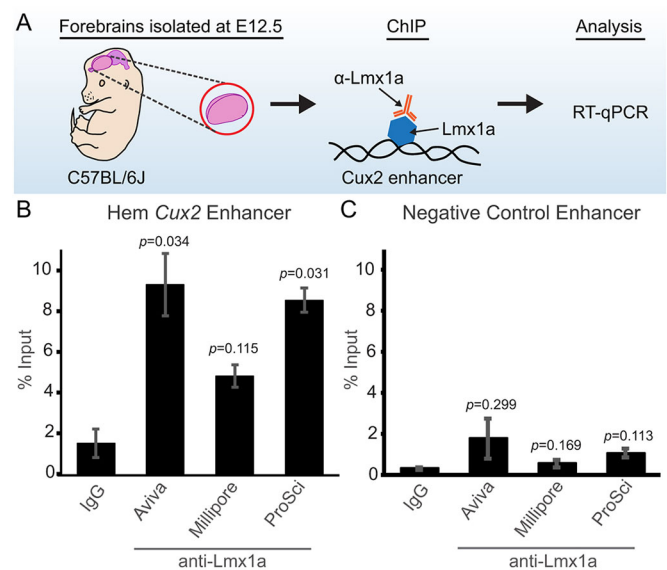 A
Forebrains isolated at E12.5
ChIP
Analysis
α-Lmx1a
Lmx1a
RT-qPCR
C57BL/6J
Cux2 enhancer
B
Hem Cux2 Enhancer
% Input
10
8
6
4
2
0
p=0.034
p=0.115
p=0.031
IgG
Aviva
Millipore
ProSci
anti-Lmx1a
C
Negative Control Enhancer
% Input
10
8
6
4
2
0
p=0.299
p=0.169
p=0.113
IgG
Aviva
Millipore
ProSci
anti-Lmx1a